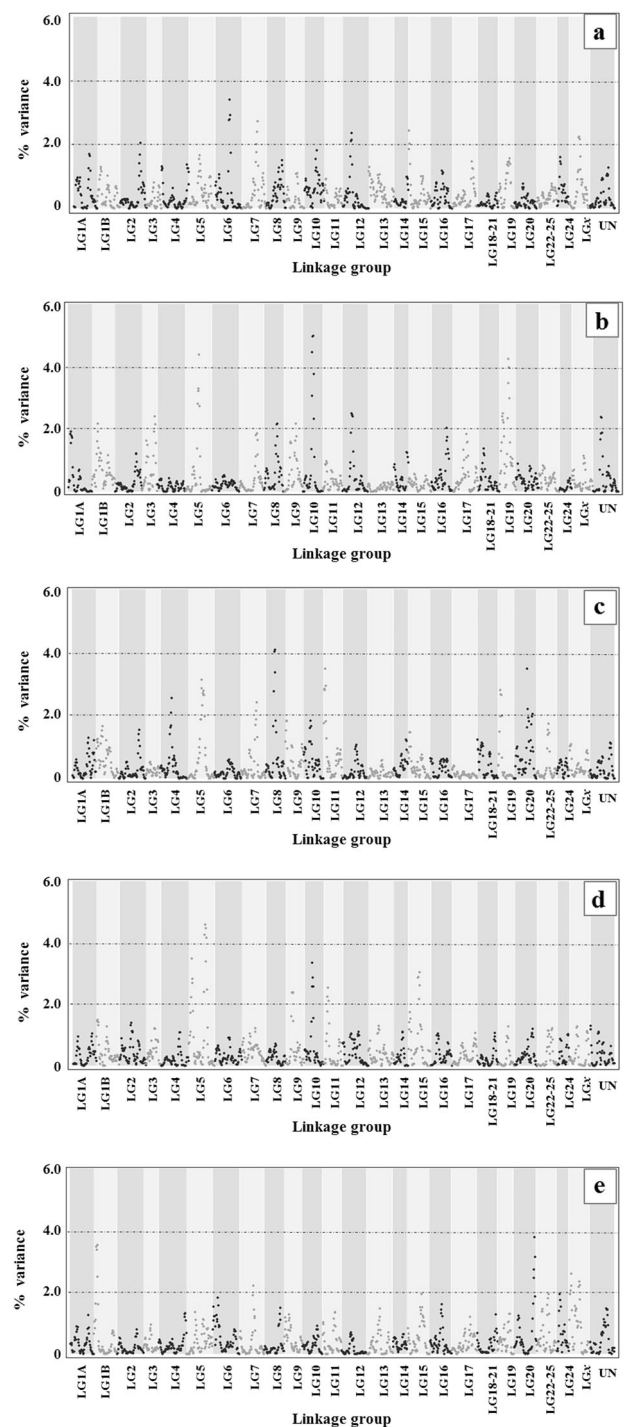 a
6.0
4.0
2.0
0
% variance
LG1A LG1B LG2 LG3 LG4 LG5 LG6 LG7 LG8 LG9 LG10 LG11 LG12 LG13 LG14 LG15 LG16 LG17 LG18-21 LG19 LG20 LG22-25 LG24 LGx UN
Linkage group
b
6.0
4.0
2.0
0
% variance
LG1A LG1B LG2 LG3 LG4 LG5 LG6 LG7 LG8 LG9 LG10 LG11 LG12 LG13 LG14 LG15 LG16 LG17 LG18-21 LG19 LG20 LG22-25 LG24 LGx UN
Linkage group
c
6.0
4.0
2.0
0
% variance
LG1A LG1B LG2 LG3 LG4 LG5 LG6 LG7 LG8 LG9 LG10 LG11 LG12 LG13 LG14 LG15 LG16 LG17 LG18-21 LG19 LG20 LG22-25 LG24 LGx UN
Linkage group
d
6.0
4.0
2.0
0
% variance
LG1A LG1B LG2 LG3 LG4 LG5 LG6 LG7 LG8 LG9 LG10 LG11 LG12 LG13 LG14 LG15 LG16 LG17 LG18-21 LG19 LG20 LG22-25 LG24 LGx UN
Linkage group
e
6.0
4.0
2.0
0
% variance
LG1A LG1B LG2 LG3 LG4 LG5 LG6 LG7 LG8 LG9 LG10 LG11 LG12 LG13 LG14 LG15 LG16 LG17 LG18-21 LG19 LG20 LG22-25 LG24 LGx UN
Linkage group